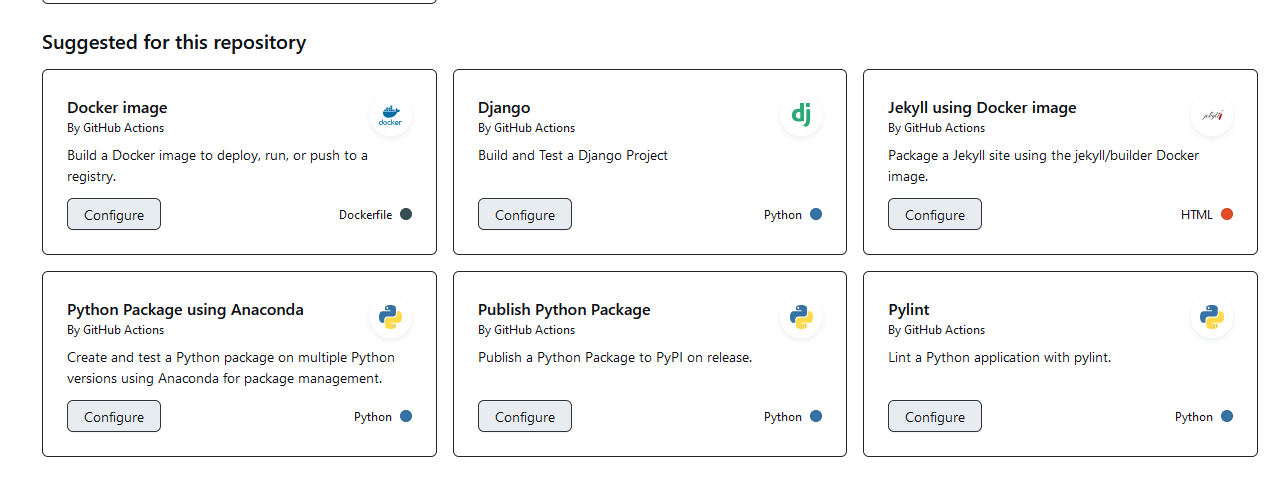 Suggested for this repository
Docker image
By GitHub Actions
docker
Build a Docker image to deploy, run, or push to a
registry.
Configure
Dockerfile
Django
By GitHub Actions
dj
Build and Test a Django Project
Configure
Python
Jekyll using Docker image
By GitHub Actions
jekyll
Package a Jekyll site using the jekyll/builder Docker
image.
Configure
HTML
Python Package using Anaconda
By GitHub Actions
Create and test a Python package on multiple Python
versions using Anaconda for package management.
Configure
Python
Publish Python Package
By GitHub Actions
Publish a Python Package to PyPI on release.
Configure
Python
Pylint
By GitHub Actions
Lint a Python application with pylint.
Configure
Python